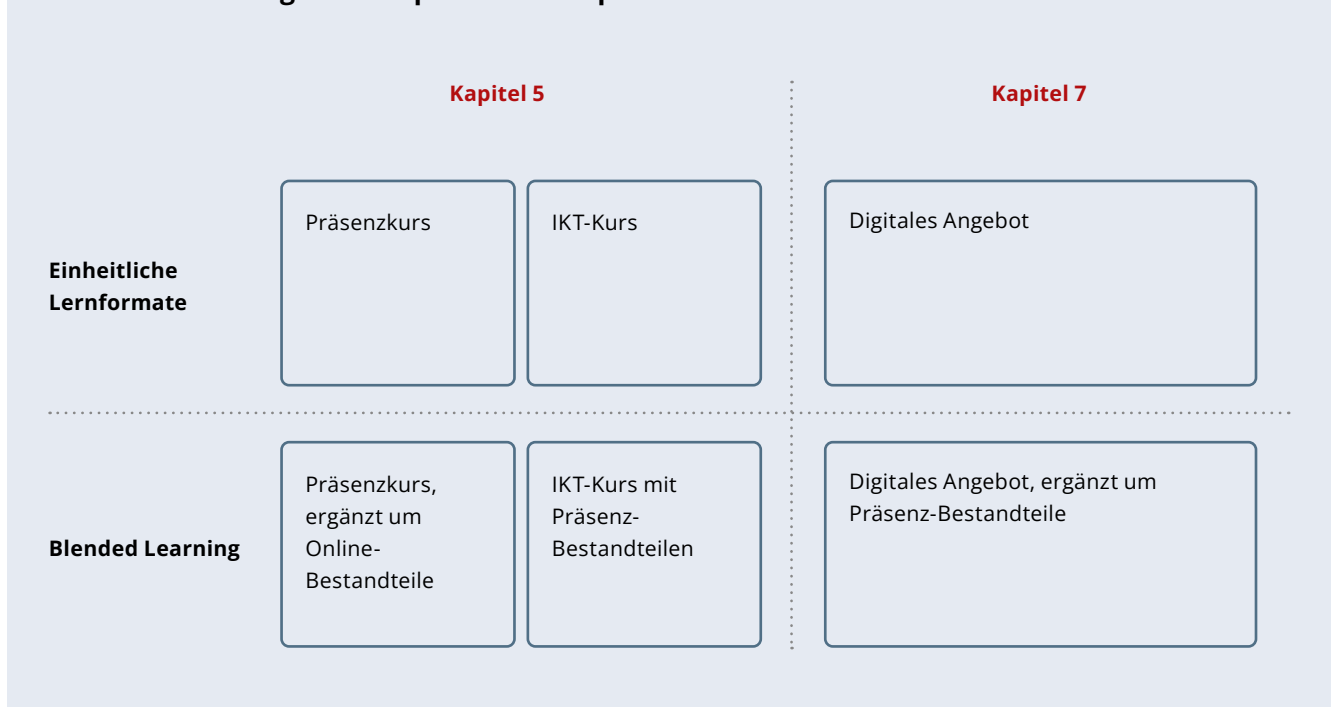 Kapitel 5
Kapitel 7
Präsenzkurs
IKT-Kurs
Digitales Angebot
Einheitliche
Lernformate
Präsenzkurs,
ergänzt um
Online-
Bestandteile
IKT-Kurs mit
Präsenz-
Bestandteilen
Digitales Angebot, ergänzt um
Präsenz-Bestandteile
Blended Learning